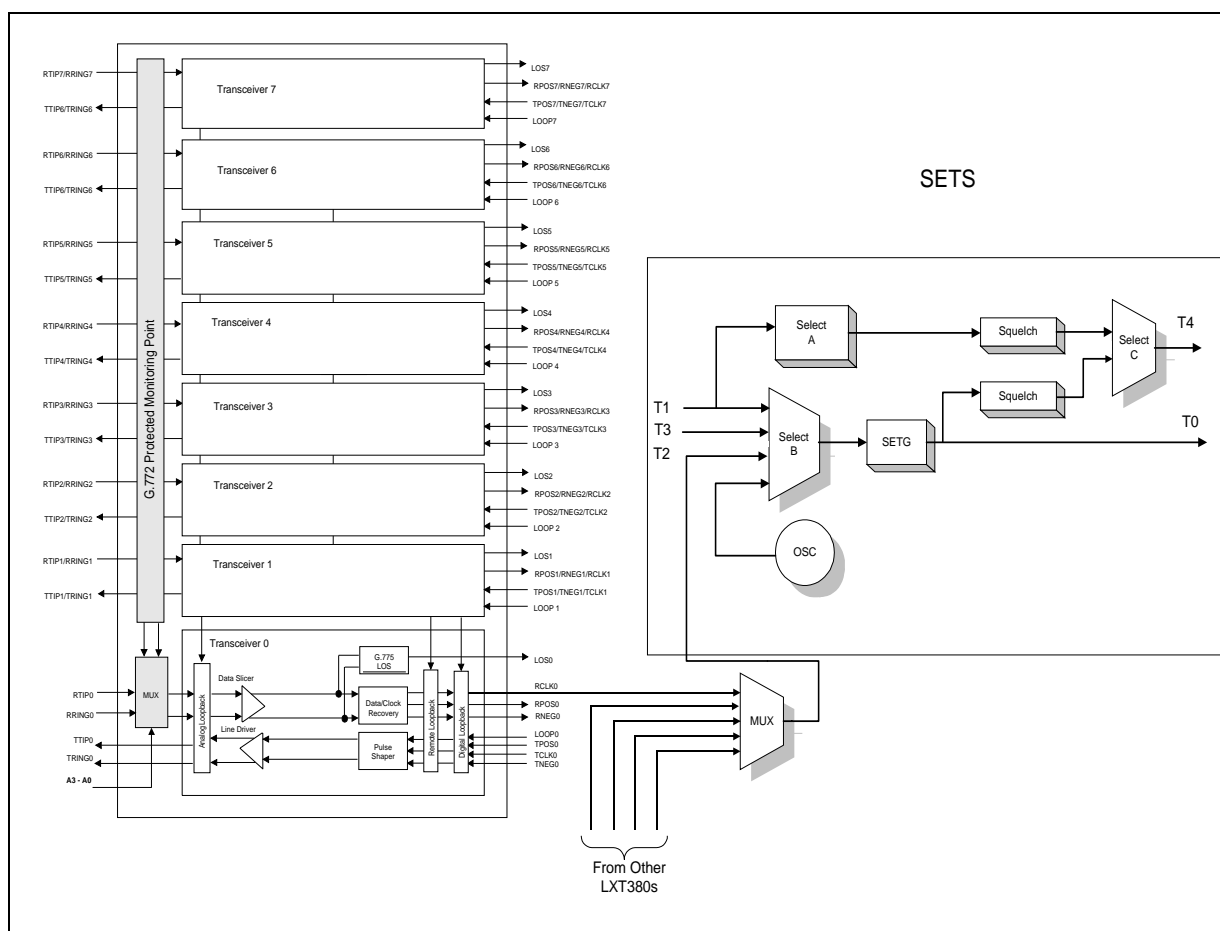 RTIP7/RRING7
TTIP6/TRING6
Transceiver 7
LOS7
RPOS7/RNEG7/RCLK7
TPOS7/TNEG7/TCLK7
LOOP7
RTIP6/RRING6
TTIP6/TRING6
Transceiver 6
LOS6
RPOS6/RNEG6/RCLK6
TPOS6/TNEG6/TCLK6
LOOP 6
RTIP5/RRING5
TTIP5/TRING5
Transceiver 5
LOS5
RPOS5/RNEG5/RCLK5
TPOS5/TNEG5/TCLK5
LOOP 5
RTIP4/RRING4
TTIP4/TRING4
Transceiver 4
LOS4
RPOS4/RNEG4/RCLK4
TPOS4/TNEG4/TCLK4
LOOP 4
RTIP3/RRING3
TTIP3/TRING3
Transceiver 3
LOS3
RPOS3/RNEG3/RCLK3
TPOS3/TNEG3/TCLK3
LOOP 3
RTIP2/RRING2
TTIP2/TRING2
Transceiver 2
LOS2
RPOS2/RNEG2/RCLK2
TPOS2/TNEG2/TCLK2
LOOP 2
RTIP1/RRING1
TTIP1/TRING1
Transceiver 1
LOS1
RPOS1/RNEG1/RCLK1
TPOS1/TNEG1/TCLK1
LOOP 1
G.772 Protected Monitoring Point
Transceiver 0
RTIP0
RRING0
TTIP0
TRING0
A3 - A0
MUX
Analog Loopback
Data Slicer
Line Driver
G.775
LOS
Data/Clock
Recovery
Pulse
Shaper
Remote Loopback
Digital Loopback
LOS0
RCLK0
RPOS0
RNEG0
LOOP0
TPOS0
TCLK0
TNEG0
MUX
From Other
LXT380s
SETS
T1
T3
T2
Select
A
Select
B
OSC
SETG
Squelch
Squelch
Select
C
T4
T0